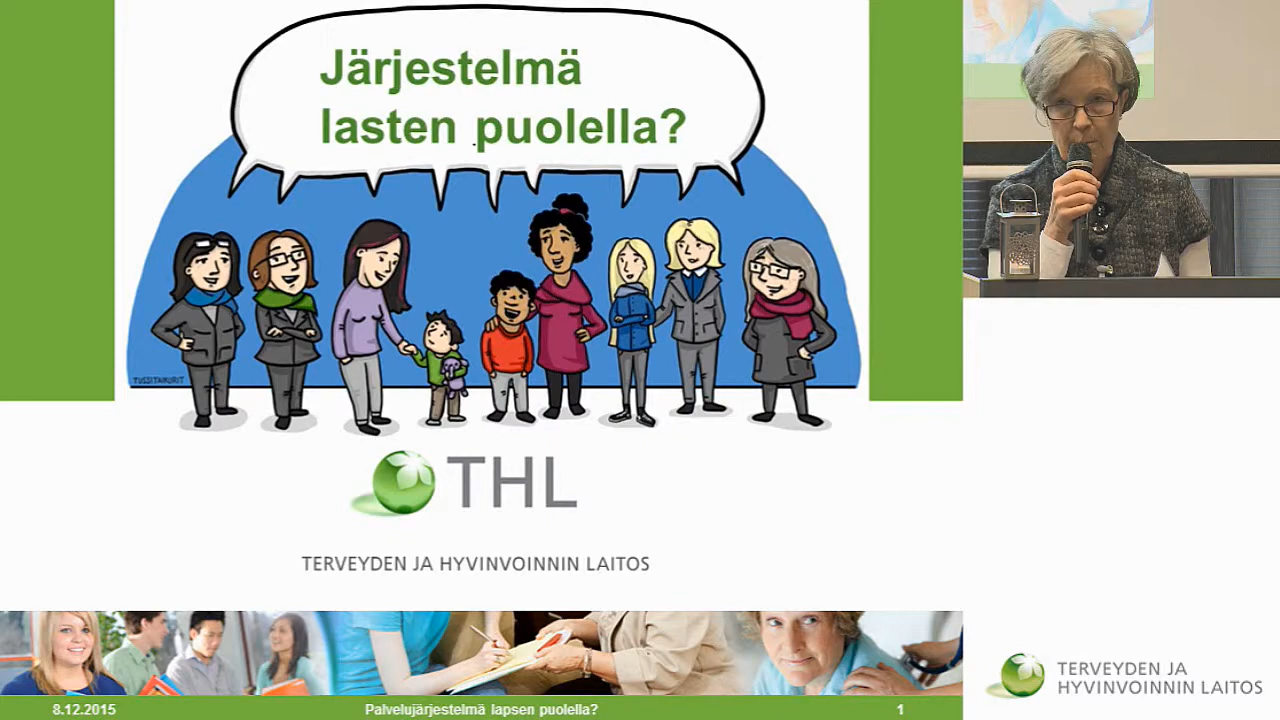 Järjestelmä
lasten puolella?
TUSSITAIKURIT
THL
TERVEYDEN JA HYVINVOINNIN LAITOS
8.12.2015
Palvelujärjestelmä lapsen puolella?
1
TERVEYDEN JA
HYVINVOINNIN LAITOS